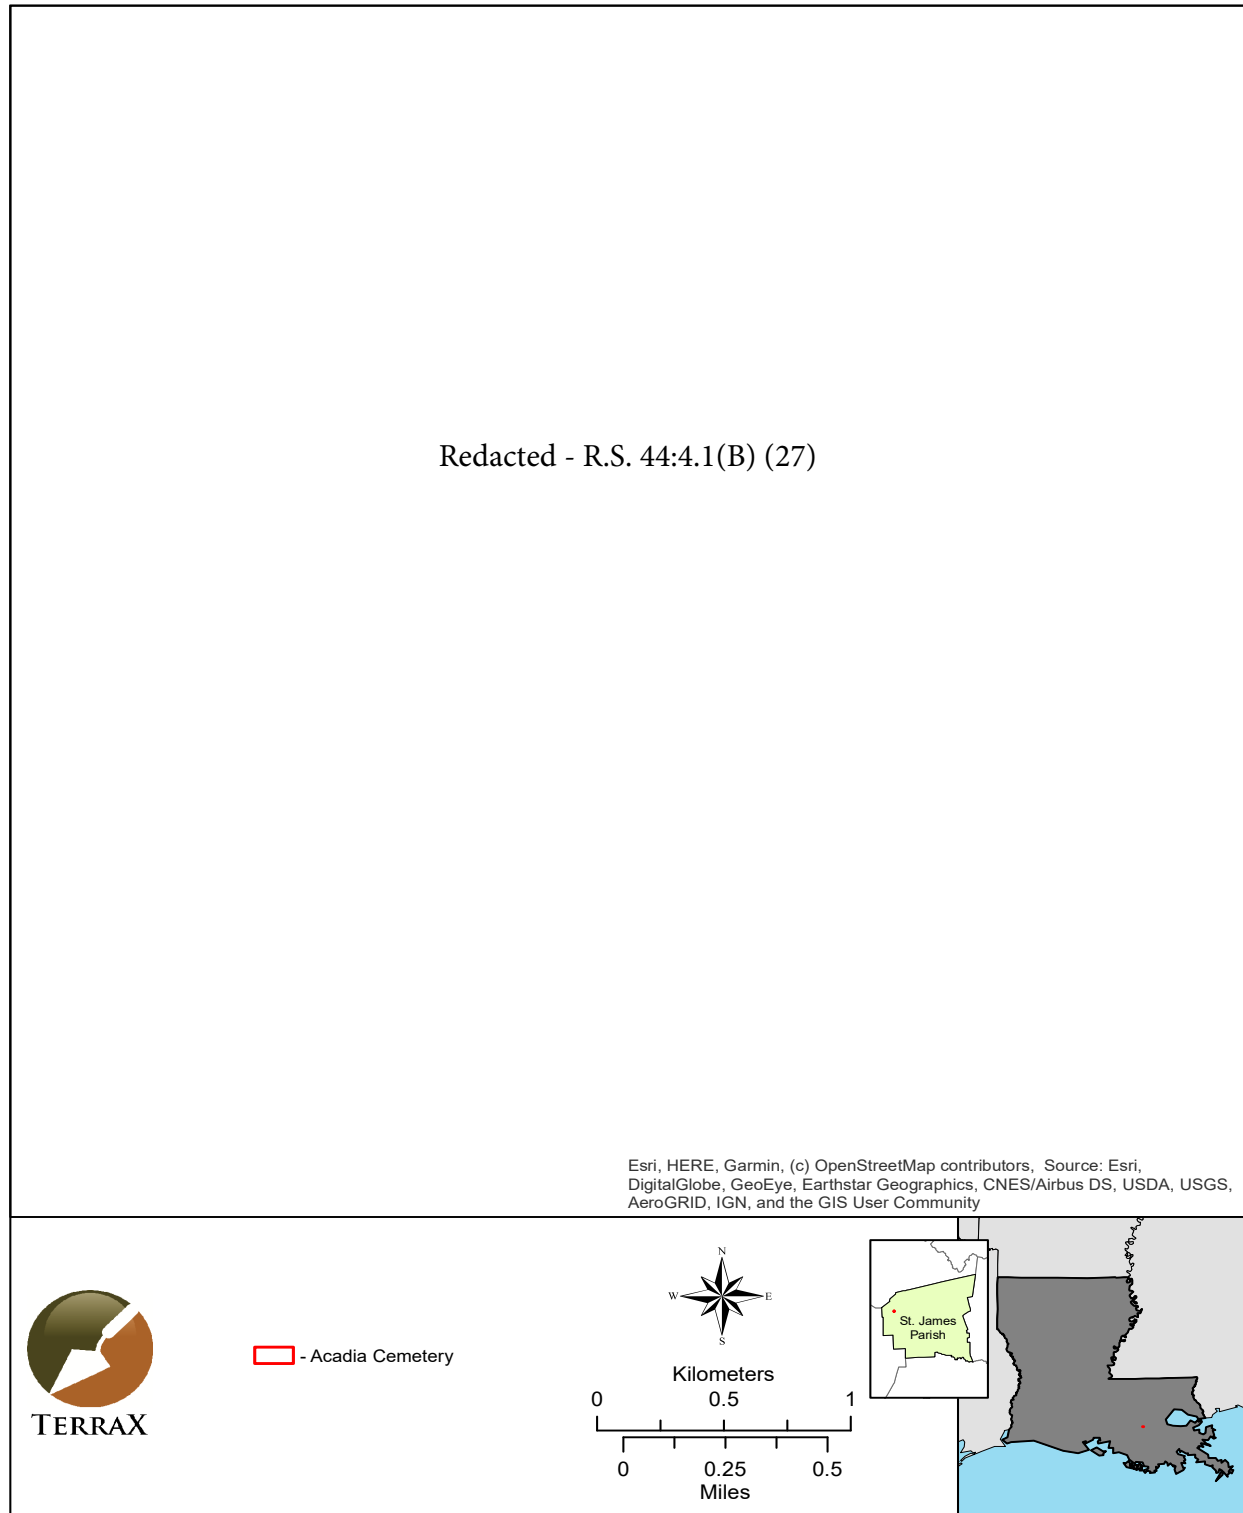 Redacted - R.S. 44:4.1(B) (27)
Esri, HERE, Garmin, (c) OpenStreetMap contributors, Source: Esri,
DigitalGlobe, GeoEye, Earthstar Geographics, CNES/Airbus DS, USDA, USGS,
AeroGRID, IGN, and the GIS User Community
TERRAX
- Acadia Cemetery
N
W E
S
Kilometers
0 0.5 1
0 0.25 0.5
Miles
St. James
Parish